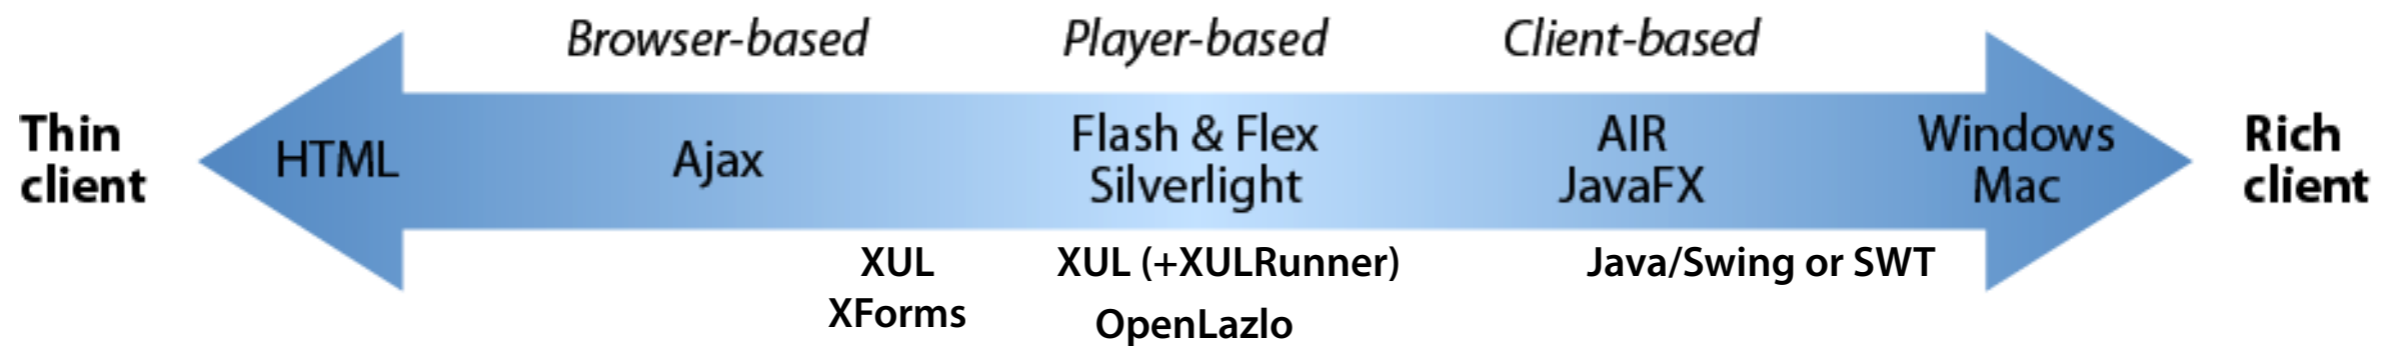 Browser-based
Player-based
Client-based
Thin
client
HTML
Ajax
Flash & Flex
Silverlight
AIR
JavaFX
Windows
Mac
Rich
client
XUL
XForms
XUL (+XULRunner)
OpenLazlo
Java/Swing or SWT